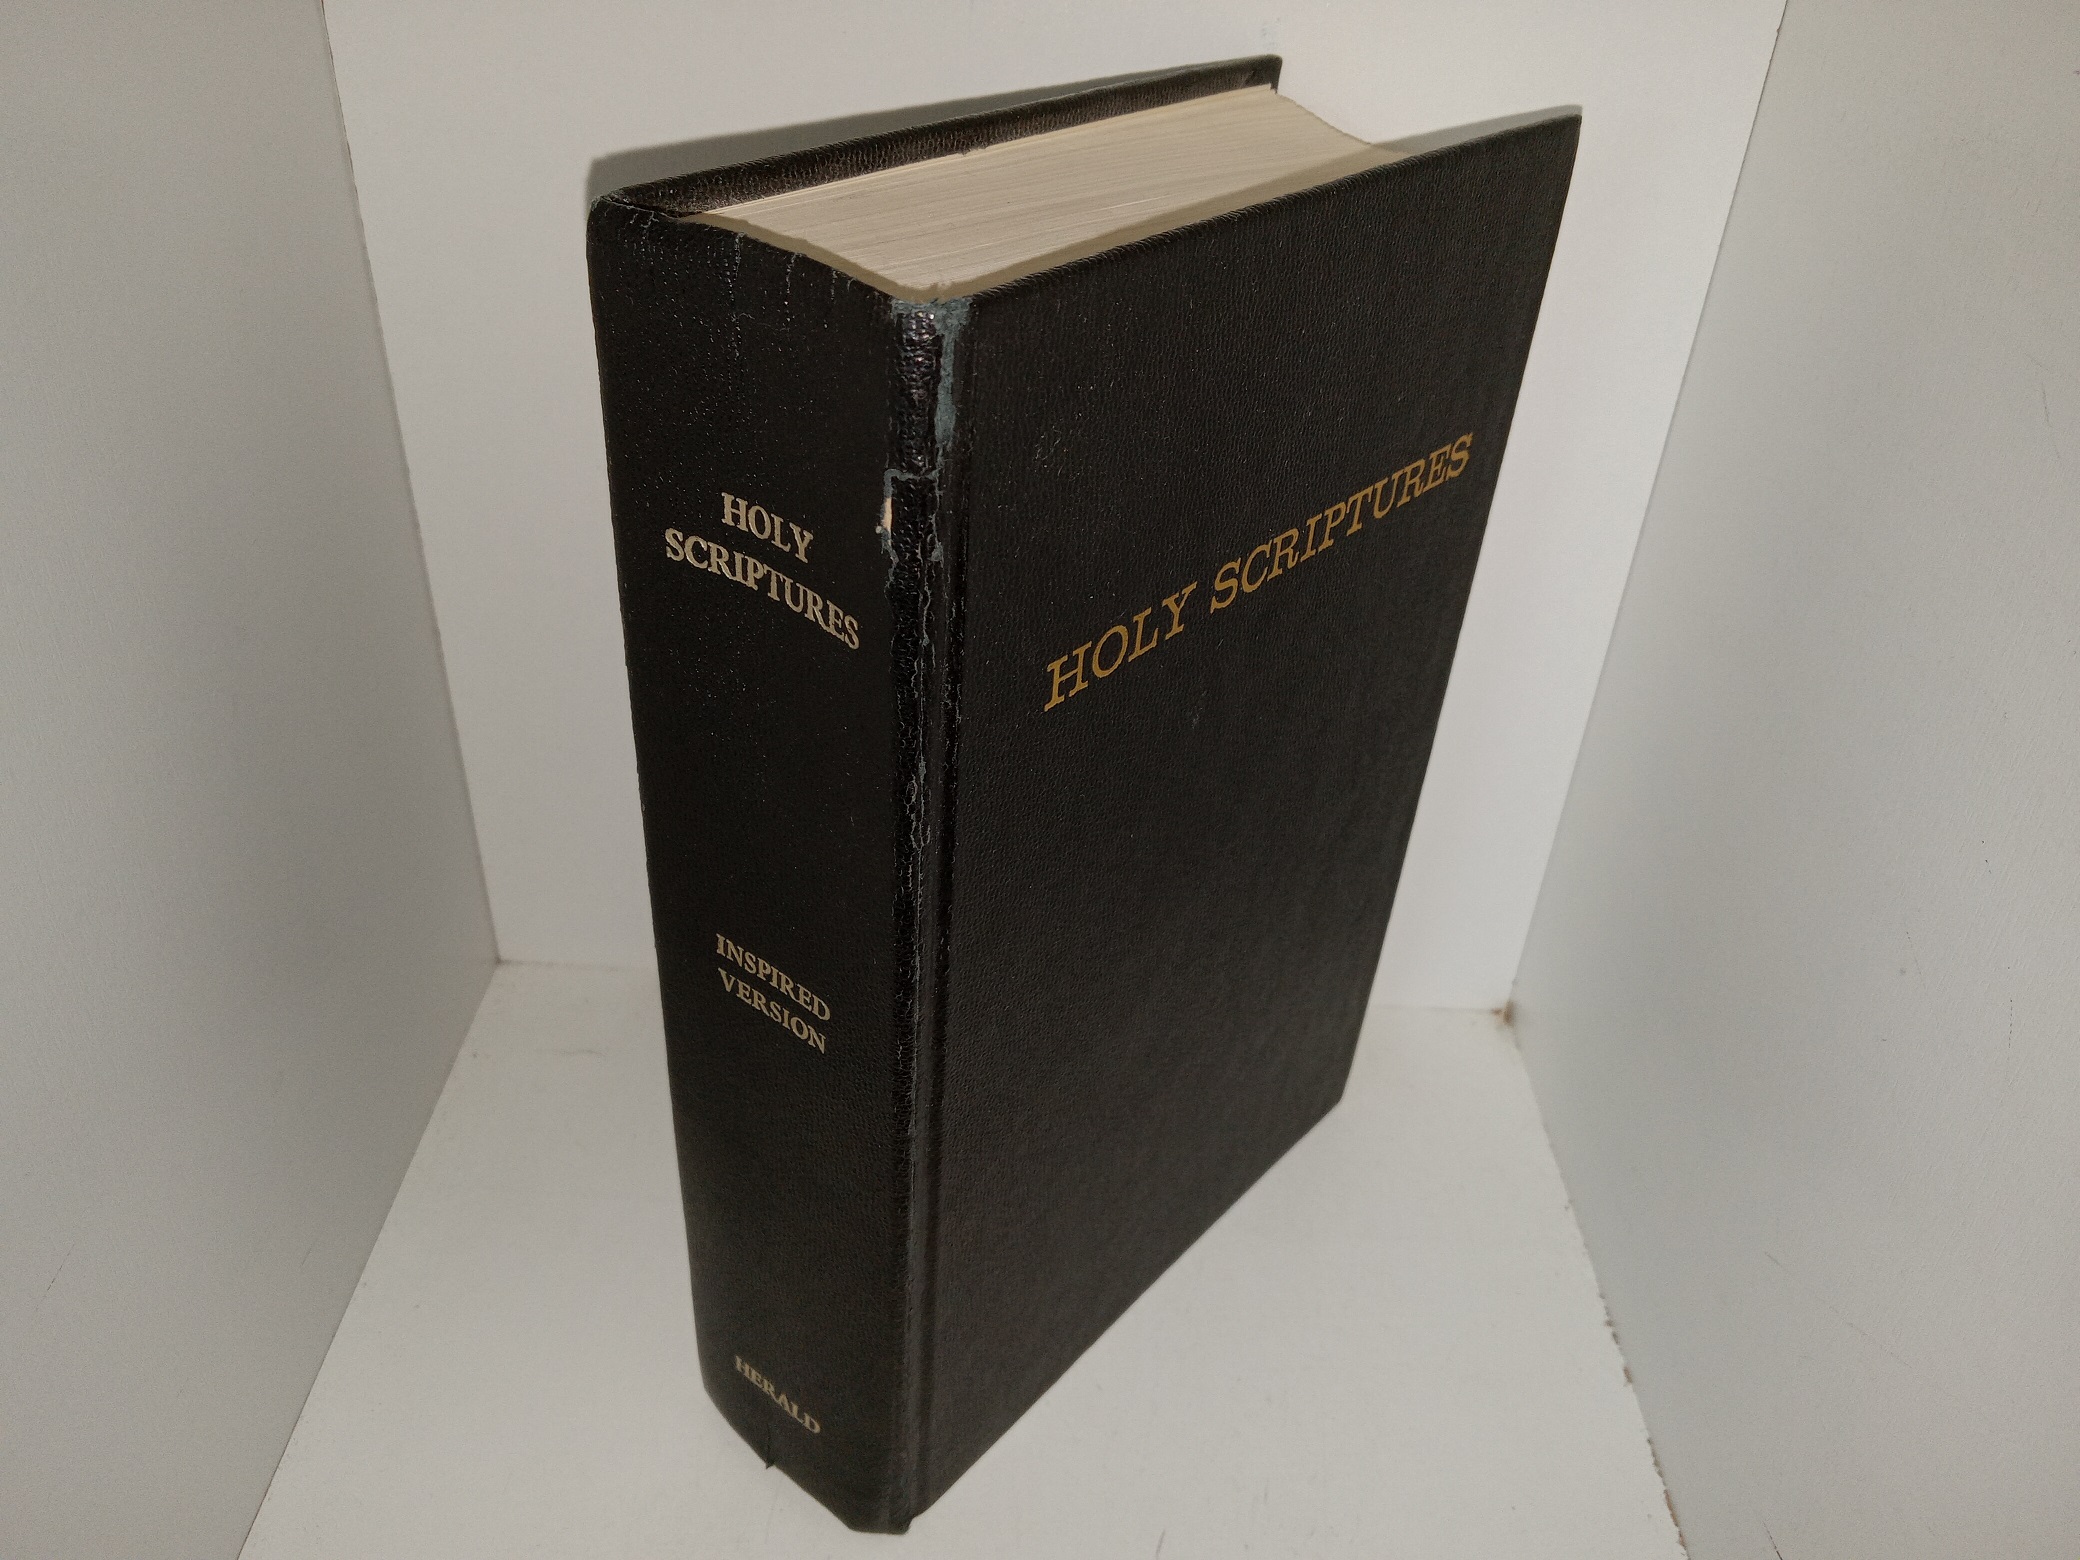 HOLY
SCRIPTURES
INSPIRED
VERSION
HERALD
HOLY SCRIPTURES